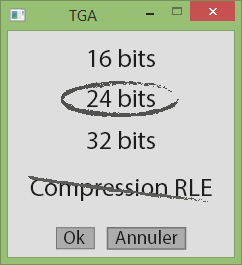 TGA
16 bits
24 bits
32 bits
Compression RLE
Ok Annuler